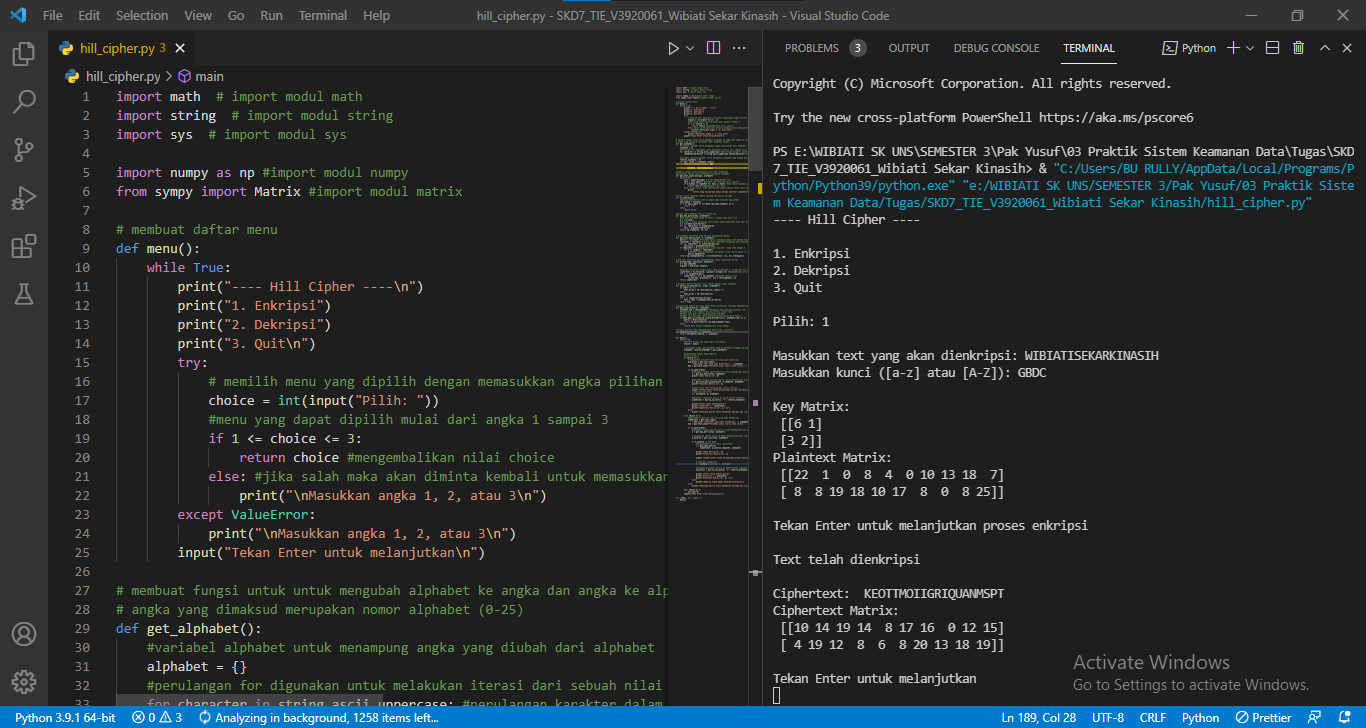 File Edit Selection View Go Run Terminal Help hill_cipher.py - SKD7_TIE_V3920061_Wibiati Sekar Kinasih - Visual Studio Code
hill_cipher.py 3
hill_cipher.py > main
1 import math # import modul math
2 import string # import modul string
3 import sys # import modul sys
4
5 import numpy as np #import modul numpy
6 from sympy import Matrix #import modul matrix
7
8 # membuat daftar menu
9 def menu():
10 while True:
11 print("---- Hill Cipher ----\n")
12 print("1. Enkripsi")
13 print("2. Dekripsi")
14 print("3. Quit\n")
15 try:
16 # memilih menu yang dipilih dengan memasukkan angka pilihan
17 choice = int(input("Pilih: "))
18 #menu yang dapat dipilih mulai dari angka 1 sampai 3
19 if 1 <= choice <= 3:
20 return choice #mengembalikan nilai choice
21 else: #jika salah maka akan diminta kembali untuk memasukkan
22 print("\nMasukkan angka 1, 2, atau 3\n")
23 except ValueError:
24 print("\nMasukkan angka 1, 2, atau 3\n")
25 input("Tekan Enter untuk melanjutkan\n")
26
27 # membuat fungsi untuk untuk mengubah alphabet ke angka dan angka ke alp
28 # angka yang dimaksud merupakan nomor alphabet (0-25)
29 def get_alphabet():
30 #variabel alphabet untuk menampung angka yang diubah dari alphabet
31 alphabet = {}
32 #perulangan for digunakan untuk melakukan iterasi dari sebuah nilai
33 for character in string.ascii_uppercase: #perulangan karakter dalam
PROBLEMS 3 OUTPUT DEBUG CONSOLE TERMINAL Python
Copyright (C) Microsoft Corporation. All rights reserved.
Try the new cross-platform PowerShell https://aka.ms/pscore6
PS E:\WIBIATI SK UNS\SEMESTER 3\Pak Yusuf\03 Praktik Sistem Keamanan Data\Tugas\SKD
7_TIE_V3920061_Wibiati Sekar Kinasih> & "C:/Users/BU RULLY/AppData/Local/Programs/P
ython/Python39/python.exe" "e:/WIBIATI SK UNS/SEMESTER 3/Pak Yusuf/03 Praktik Siste
m Keamanan Data/Tugas/SKD7_TIE_V3920061_Wibiati Sekar Kinasih/hill_cipher.py"
---- Hill Cipher ----
1. Enkripsi
2. Dekripsi
3. Quit
Pilih: 1
Masukkan text yang akan dienkripsi: WIBIATISEKARKINASIH
Masukkan kunci ([a-z] atau [A-Z]): GBDC
Key Matrix:
[[6 1]
[3 2]]
Plaintext Matrix:
[[22 1 0 8 4 0 10 13 18 7]
[ 8 8 19 18 10 17 8 0 8 25]]
Tekan Enter untuk melanjutkan proses enkripsi
Text telah dienkripsi
Ciphertext: KEOTTMOIIGRIQUANMSPT
Ciphertext Matrix:
[[10 14 19 14 8 17 16 0 12 15]
[ 4 19 12 8 6 8 20 13 18 19]]
Tekan Enter untuk melanjutkan
Activate Windows
Go to Settings to activate Windows.
Python 3.9.1 64-bit 0 3 Analyzing in background, 1258 items left... Ln 189, Col 28 UTF-8 CRLF Python Prettier